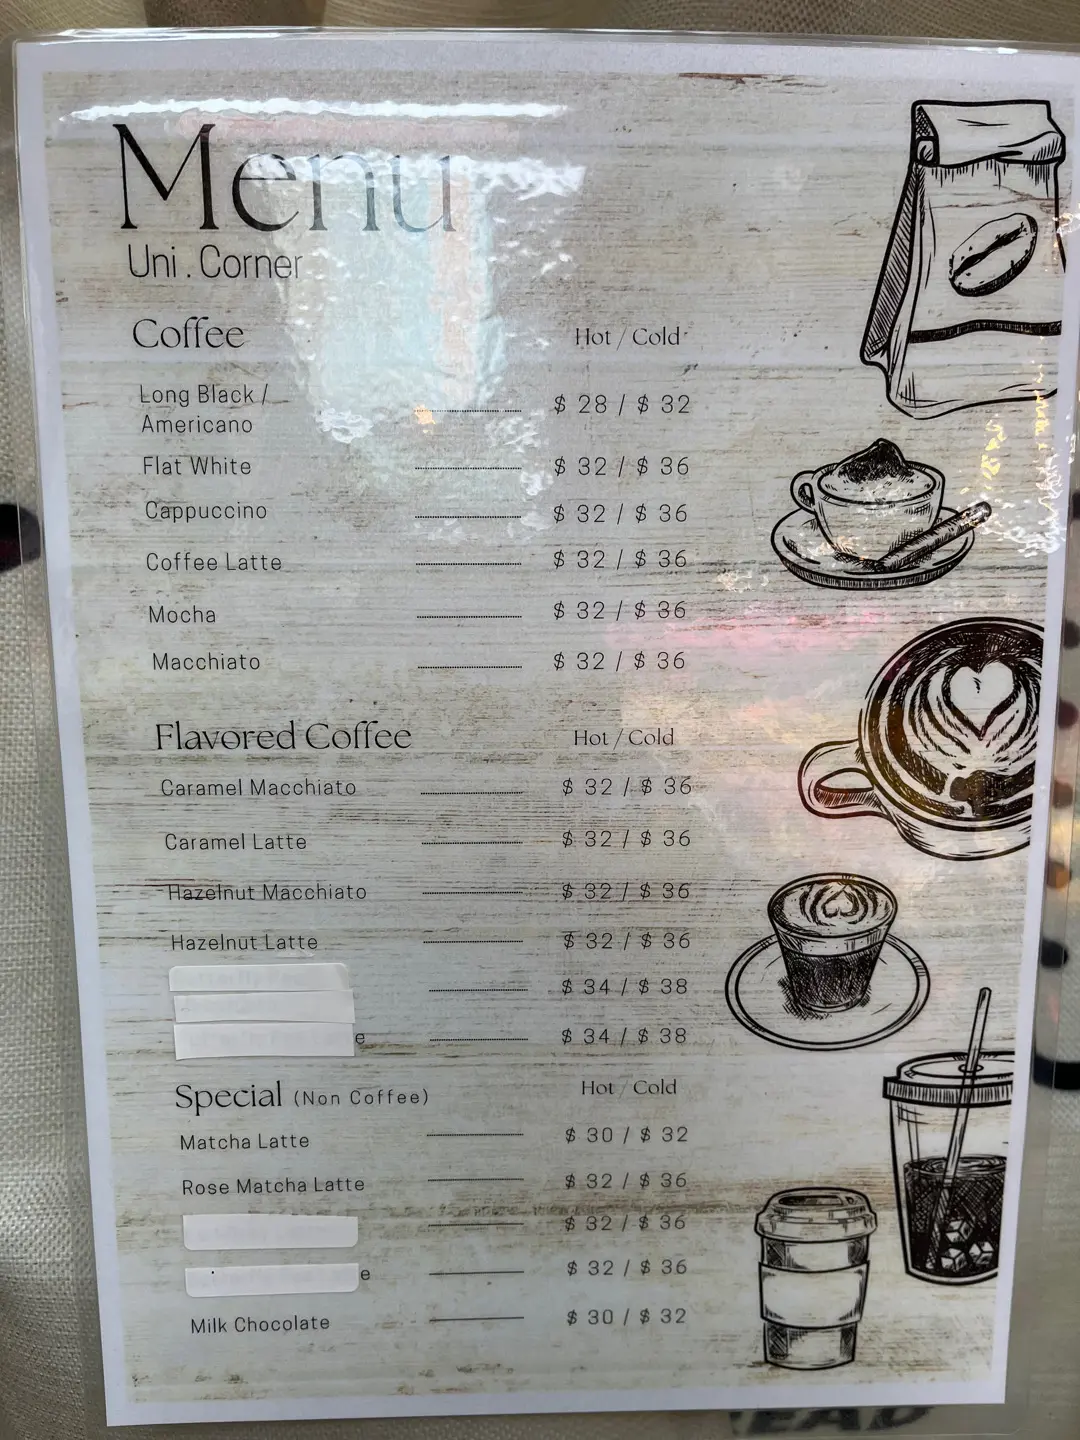 Menu
Uni . Corner
Coffee Hot / Cold
Long Black /
Americano $ 28 / $ 32
Flat White $ 32 / $ 36
Cappuccino $ 32 / $ 36
Coffee Latte $ 32 / $ 36
Mocha $ 32 / $ 36
Macchiato $ 32 / $ 36
Flavored Coffee Hot / Cold
Caramel Macchiato $ 32 / $ 36
Caramel Latte $ 32 / $ 36
Hazelnut Macchiato $ 32 / $ 36
Hazelnut Latte $ 32 / $ 36
$ 34 / $ 38
e $ 34 / $ 38
Special (Non Coffee) Hot / Cold
Matcha Latte $ 30 / $ 32
Rose Matcha Latte $ 32 / $ 36
$ 32 / $ 36
e $ 32 / $ 36
Milk Chocolate $ 30 / $ 32